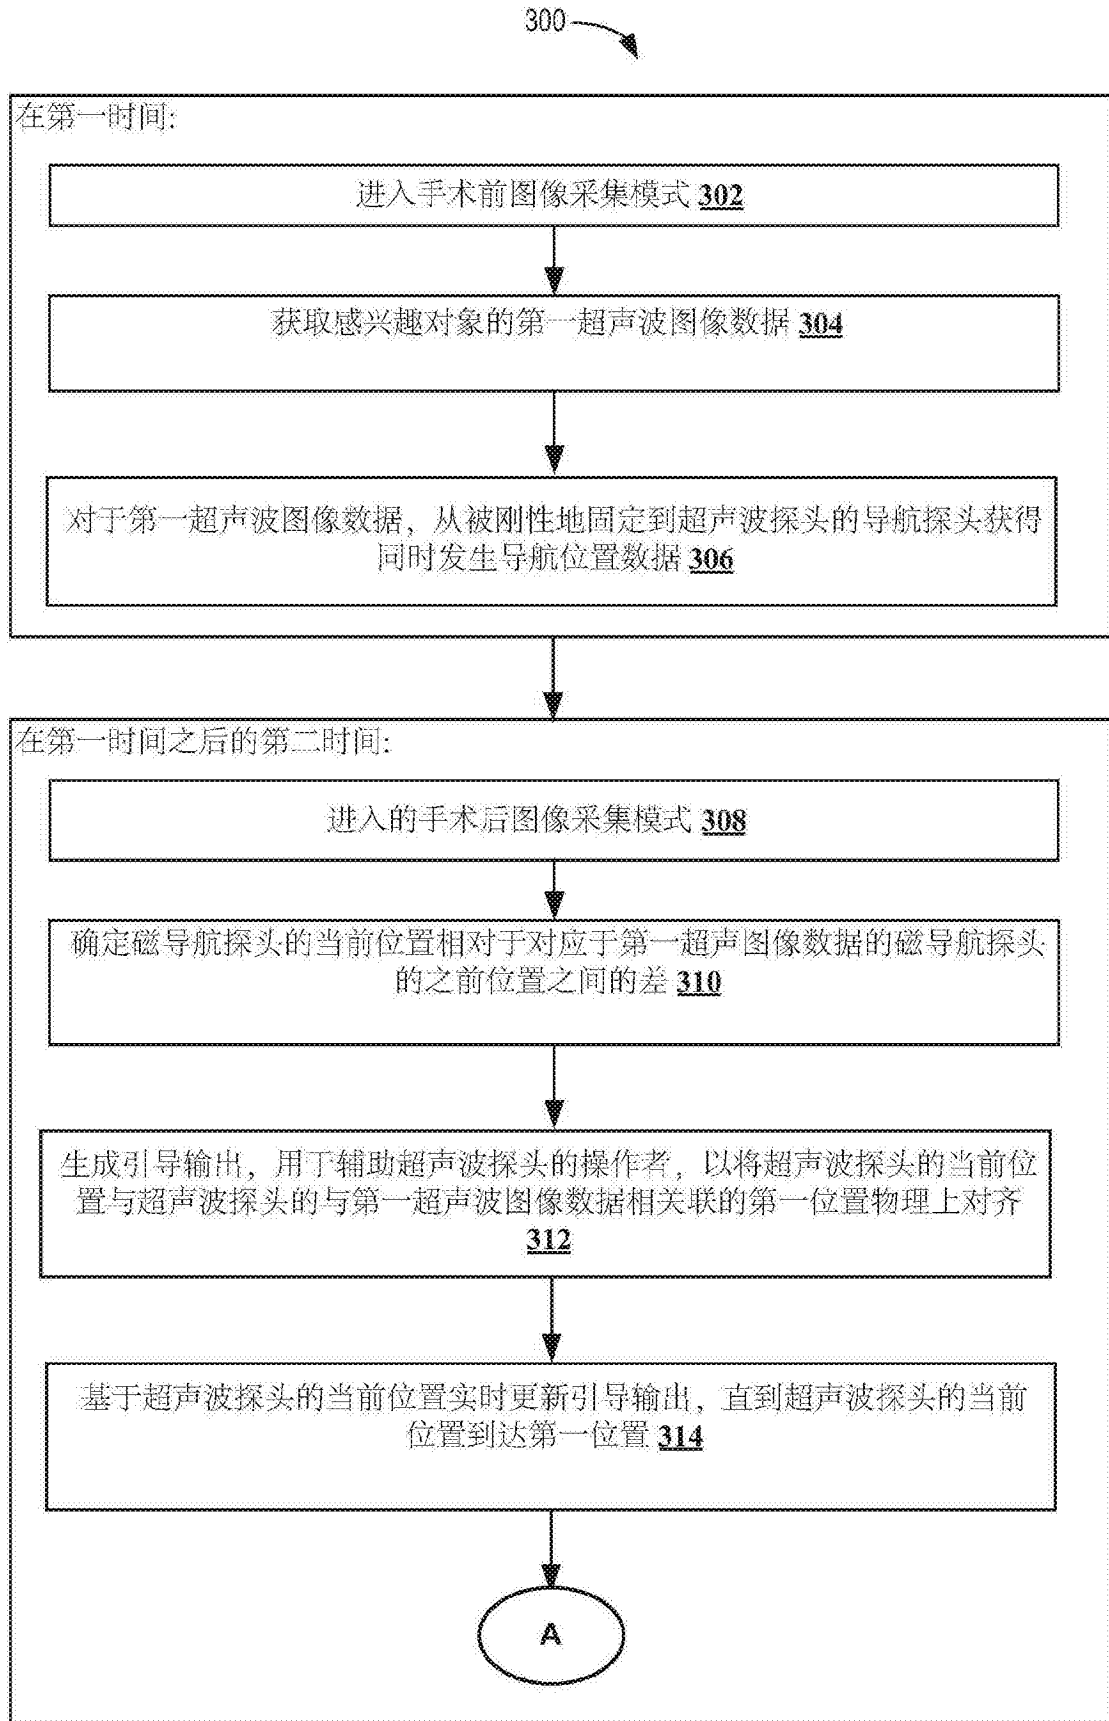 300
在第一时间:
进入手术前图像采集模式 302
获取感兴趣对象的第一超声波图像数据 304
对于第一超声波图像数据，从被刚性地固定到超声波探头的导航探头获得
同时发生导航位置数据 306
在第一时间之后的第二时间:
进入的手术后图像采集模式 308
确定磁导航探头的当前位置相对于对应于第一超声图像数据的磁导航探头
的之前位置之间的差 310
生成引导输出，用于辅助超声波探头的操作者，以将超声波探头的当前位
置与超声波探头的与第一超声波图像数据相关联的第一位置物理上对齐
312
基于超声波探头的当前位置实时更新引导输出，直到超声波探头的当前
位置到达第一位置 314
A